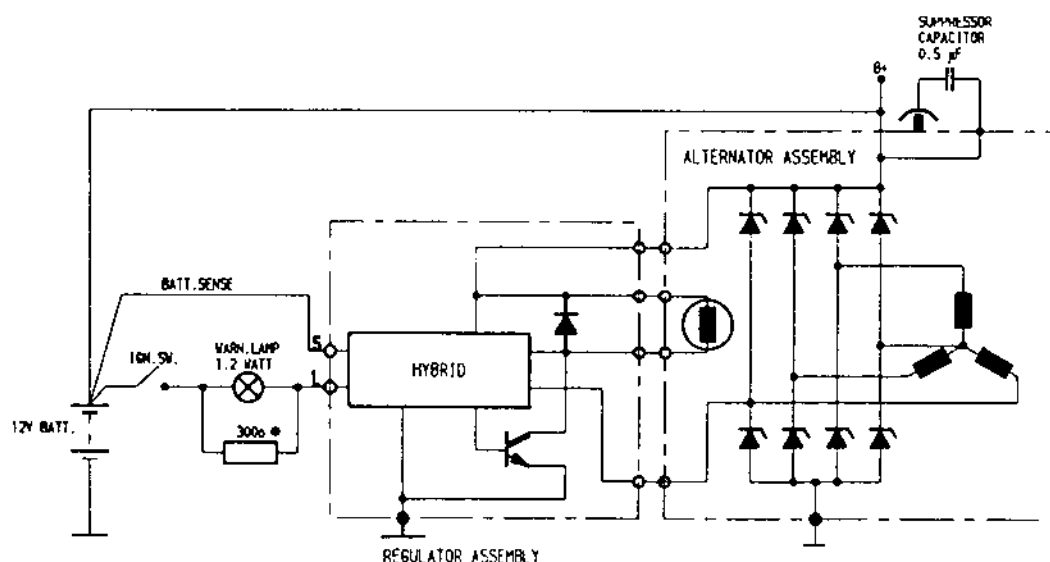 SUPPRESSOR
CAPACITOR
0.5 µF
B+
ALTERNATOR ASSEMBLY
BATT.SENSE
IGN.SW.
WARN.LAMP
1.2 WATT
S
L
HYBRID
12V BATT.
300Ω *
REGULATOR ASSEMBLY